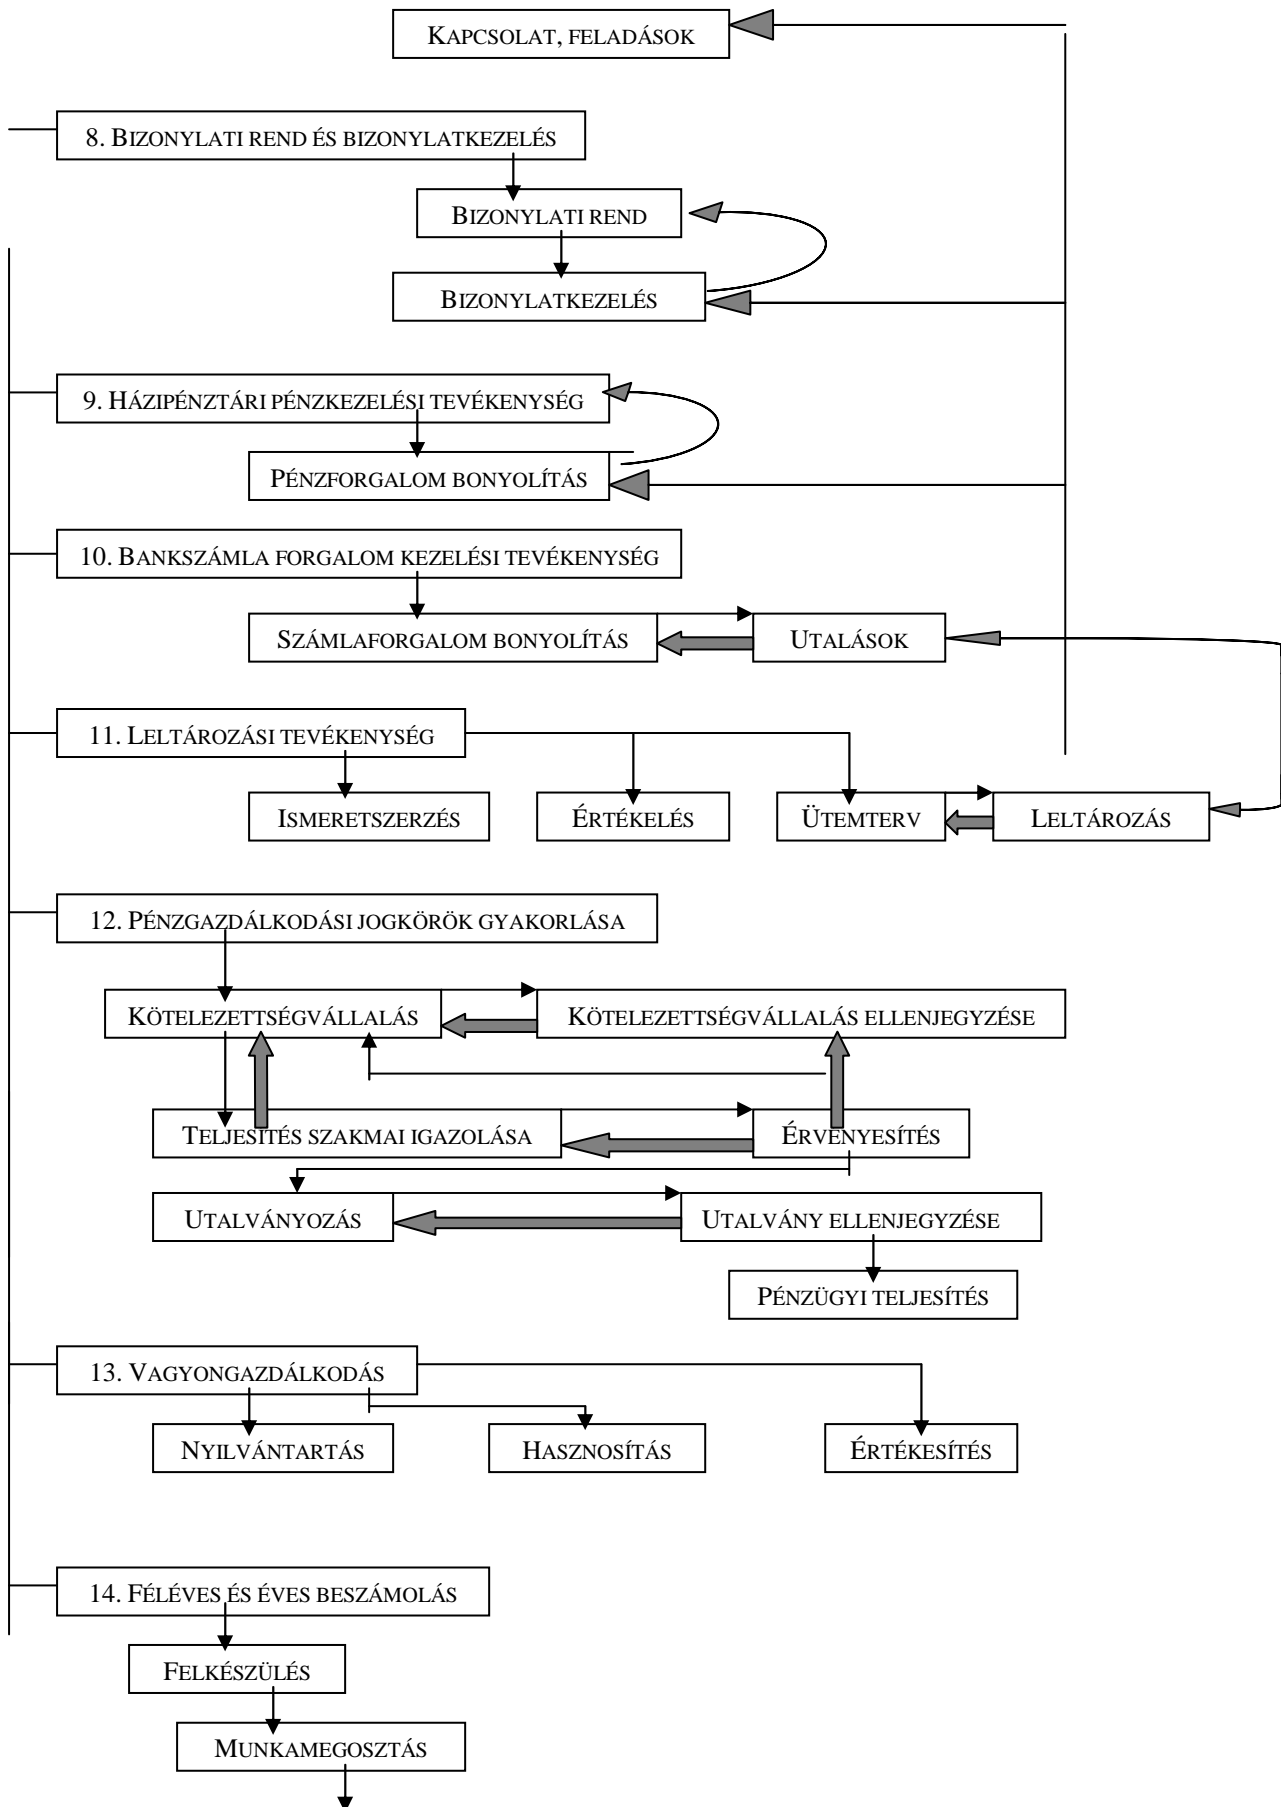 KAPCSOLAT, FELADÁSOK
8. BIZONYLATI REND ÉS BIZONYLATKEZELÉS
BIZONYLATI REND
BIZONYLATKEZELÉS
9. HÁZIPÉNZTÁRI PÉNZKEZELÉSI TEVÉKENYSÉG
PÉNZFORGALOM BONYOLÍTÁS
10. BANKSZÁMLA FORGALOM KEZELÉSI TEVÉKENYSÉG
SZÁMLAFORGALOM BONYOLÍTÁS
UTALÁSOK
11. LELTÁROZÁSI TEVÉKENYSÉG
ISMERETSZERZÉS
ÉRTÉKELÉS
ÜTEMTERV
LELTÁROZÁS
12. PÉNZGAZDÁLKODÁSI JOGKÖRÖK GYAKORLÁSA
KÖTELEZETTSÉGVÁLLALÁS
KÖTELEZETTSÉGVÁLLALÁS ELLENJEGYZÉSE
TELJESÍTÉS SZAKMAI IGAZOLÁSA
ÉRVÉNYESÍTÉS
UTALVÁNYOZÁS
UTALVÁNY ELLENJEGYZÉSE
PÉNZÜGYI TELJESÍTÉS
13. VAGYONGAZDÁLKODÁS
NYILVÁNTARTÁS
HASZNOSÍTÁS
ÉRTÉKESÍTÉS
14. FÉLÉVES ÉS ÉVES BESZÁMOLÁS
FELKÉSZÜLÉS
MUNKAMEGOSZTÁS